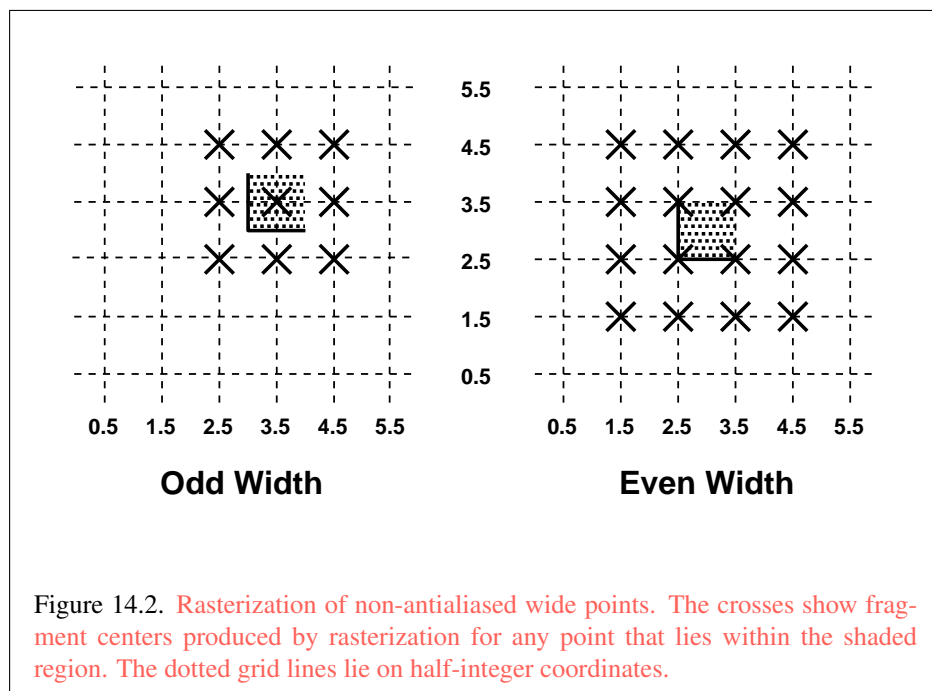 5.5
4.5
3.5
2.5
1.5
0.5
0.5 1.5 2.5 3.5 4.5 5.5
0.5 1.5 2.5 3.5 4.5 5.5
Odd Width
Even Width
Figure 14.2. Rasterization of non-antialiased wide points. The crosses show frag-
ment centers produced by rasterization for any point that lies within the shaded
region. The dotted grid lines lie on half-integer coordinates.